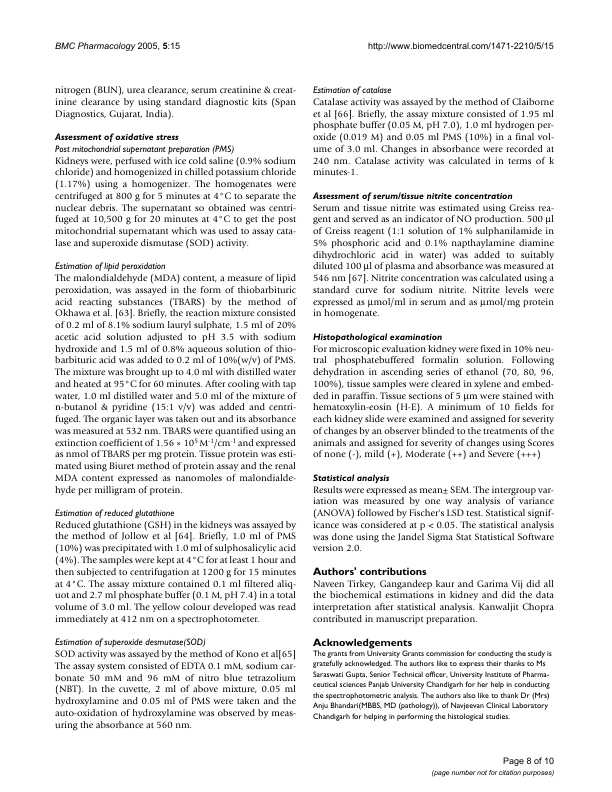 BMC Pharmacology 2005, 5:15
http://www.biomedcentral.com/1471-2210/5/15
nitrogen (BUN), urea clearance, serum creatinine & creat-
inine clearance by using standard diagnostic kits (Span
Diagnostics, Gujarat, India).
Assessment of oxidative stress
Post mitochondrial supernatant preparation (PMS)
Kidneys were, perfused with ice cold saline (0.9% sodium
chloride) and homogenized in chilled potassium chloride
(1.17%) using a homogenizer. The homogenates were
centrifuged at 800 g for 5 minutes at 4°C to separate the
nuclear debris. The supernatant so obtained was centri-
fuged at 10,500 g for 20 minutes at 4°C to get the post
mitochondrial supernatant which was used to assay cata-
lase and superoxide dismutase (SOD) activity.
Estimation of lipid peroxidation
The malondialdehyde (MDA) content, a measure of lipid
peroxidation, was assayed in the form of thiobarbituric
acid reacting substances (TBARS) by the method of
Okhawa et al. [63]. Briefly, the reaction mixture consisted
of 0.2 ml of 8.1% sodium lauryl sulphate, 1.5 ml of 20%
acetic acid solution adjusted to pH 3.5 with sodium
hydroxide and 1.5 ml of 0.8% aqueous solution of thio-
barbituric acid was added to 0.2 ml of 10%(w/v) of PMS.
The mixture was brought up to 4.0 ml with distilled water
and heated at 95°C for 60 minutes. After cooling with tap
water, 1.0 ml distilled water and 5.0 ml of the mixture of
n-butanol & pyridine (15:1 v/v) was added and centri-
fuged. The organic layer was taken out and its absorbance
was measured at 532 nm. TBARS were quantified using an
extinction coefficient of 1.56 × 10⁵ M⁻¹/cm⁻¹ and expressed
as nmol of TBARS per mg protein. Tissue protein was esti-
mated using Biuret method of protein assay and the renal
MDA content expressed as nanomoles of malondialde-
hyde per milligram of protein.
Estimation of reduced glutathione
Reduced glutathione (GSH) in the kidneys was assayed by
the method of Jollow et al [64]. Briefly, 1.0 ml of PMS
(10%) was precipitated with 1.0 ml of sulphosalicylic acid
(4%). The samples were kept at 4°C for at least 1 hour and
then subjected to centrifugation at 1200 g for 15 minutes
at 4°C. The assay mixture contained 0.1 ml filtered aliq-
uot and 2.7 ml phosphate buffer (0.1 M, pH 7.4) in a total
volume of 3.0 ml. The yellow colour developed was read
immediately at 412 nm on a spectrophotometer.
Estimation of superoxide desmutase(SOD)
SOD activity was assayed by the method of Kono et al[65]
The assay system consisted of EDTA 0.1 mM, sodium car-
bonate 50 mM and 96 mM of nitro blue tetrazolium
(NBT). In the cuvette, 2 ml of above mixture, 0.05 ml
hydroxylamine and 0.05 ml of PMS were taken and the
auto-oxidation of hydroxylamine was observed by meas-
uring the absorbance at 560 nm.
Estimation of catalase
Catalase activity was assayed by the method of Claiborne
et al [66]. Briefly, the assay mixture consisted of 1.95 ml
phosphate buffer (0.05 M, pH 7.0), 1.0 ml hydrogen per-
oxide (0.019 M) and 0.05 ml PMS (10%) in a final vol-
ume of 3.0 ml. Changes in absorbance were recorded at
240 nm. Catalase activity was calculated in terms of k
minutes-1.
Assessment of serum/tissue nitrite concentration
Serum and tissue nitrite was estimated using Greiss rea-
gent and served as an indicator of NO production. 500 μl
of Greiss reagent (1:1 solution of 1% sulphanilamide in
5% phosphoric acid and 0.1% napthaylamine diamine
dihydrochloric acid in water) was added to suitably
diluted 100 μl of plasma and absorbance was measured at
546 nm [67]. Nitrite concentration was calculated using a
standard curve for sodium nitrite. Nitrite levels were
expressed as μmol/ml in serum and as μmol/mg protein
in homogenate.
Histopathological examination
For microscopic evaluation kidney were fixed in 10% neu-
tral phosphatebuffered formalin solution. Following
dehydration in ascending series of ethanol (70, 80, 96,
100%), tissue samples were cleared in xylene and embed-
ded in paraffin. Tissue sections of 5 μm were stained with
hematoxylin-eosin (H-E). A minimum of 10 fields for
each kidney slide were examined and assigned for severity
of changes by an observer blinded to the treatments of the
animals and assigned for severity of changes using Scores
of none (-), mild (+), Moderate (++) and Severe (+++)
Statistical analysis
Results were expressed as mean± SEM. The intergroup var-
iation was measured by one way analysis of variance
(ANOVA) followed by Fischer's LSD test. Statistical signif-
icance was considered at p < 0.05. The statistical analysis
was done using the Jandel Sigma Stat Statistical Software
version 2.0.
Authors' contributions
Naveen Tirkey, Gangandeep kaur and Garima Vij did all
the biochemical estimations in kidney and did the data
interpretation after statistical analysis. Kanwaljit Chopra
contributed in manuscript preparation.
Acknowledgements
The grants from University Grants commission for conducting the study is
gratefully acknowledged. The authors like to express their thanks to Ms
Saraswati Gupta, Senior Technical officer, University Institute of Pharma-
ceutical sciences Panjab University Chandigarh for her help in conducting
the spectrophotometric analysis. The authors also like to thank Dr (Mrs)
Anju Bhandari(MBBS, MD (pathology)), of Navjeevan Clinical Laboratory
Chandigarh for helping in performing the histological studies.
Page 8 of 10
(page number not for citation purposes)